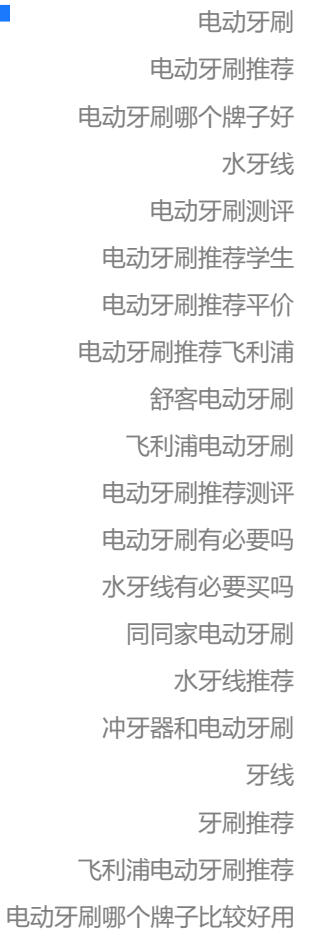 电动牙刷
电动牙刷推荐
电动牙刷哪个牌子好
水牙线
电动牙刷测评
电动牙刷推荐学生
电动牙刷推荐平价
电动牙刷推荐飞利浦
舒客电动牙刷
飞利浦电动牙刷
电动牙刷推荐测评
电动牙刷有必要吗
水牙线有必要买吗
同同家电动牙刷
水牙线推荐
冲牙器和电动牙刷
牙线
牙刷推荐
飞利浦电动牙刷推荐
电动牙刷哪个牌子比较好用